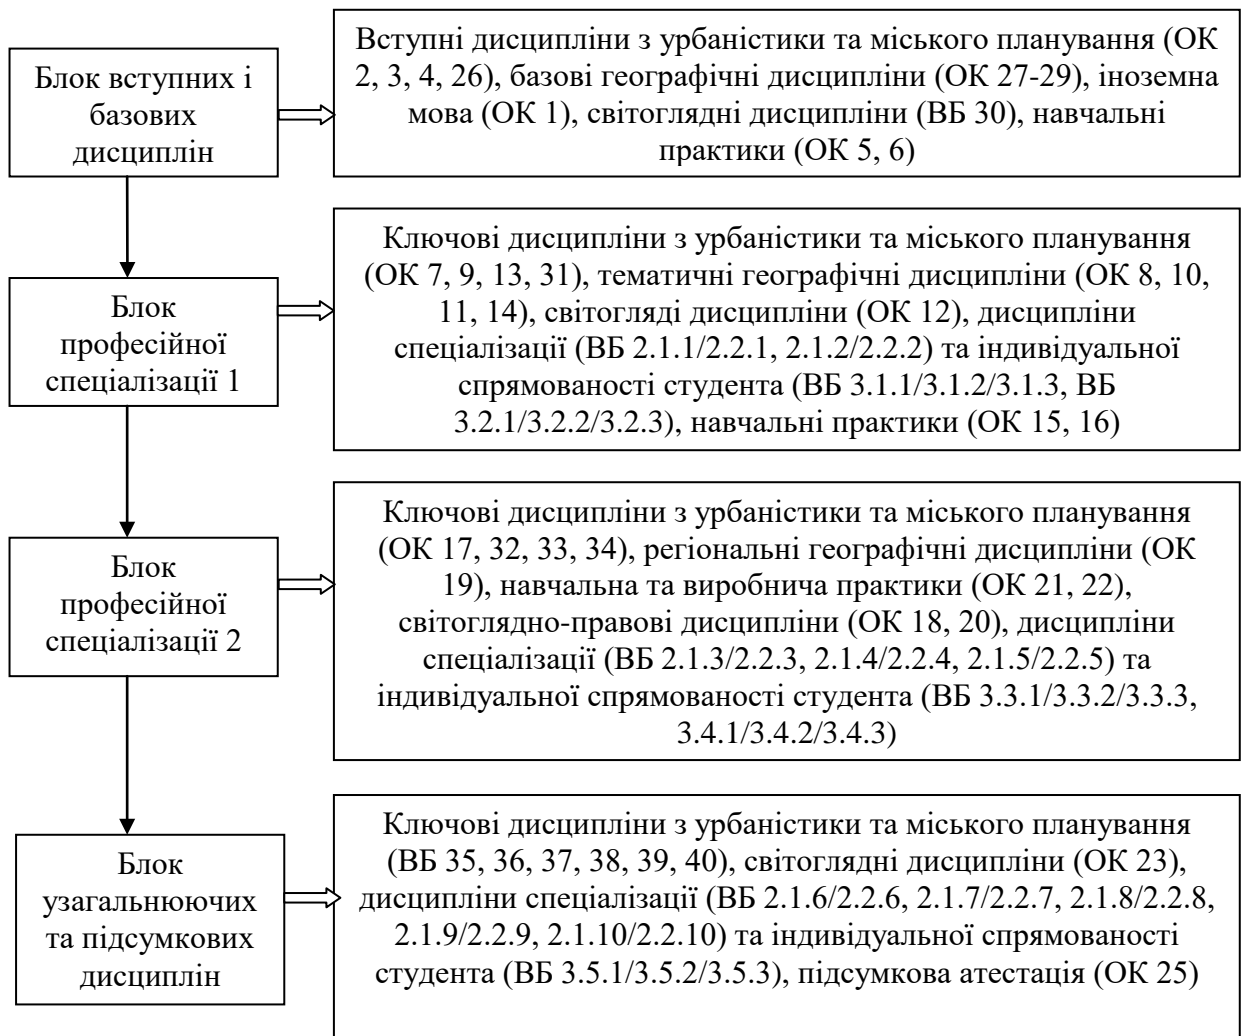 Блок вступних і
базових
дисциплін
Вступні дисципліни з урбаністики та міського планування (ОК
2, 3, 4, 26), базові географічні дисципліни (ОК 27-29), іноземна
мова (ОК 1), світоглядні дисципліни (ВБ 30), навчальні
практики (ОК 5, 6)
Блок
професійної
спеціалізації 1
Ключові дисципліни з урбаністики та міського планування
(ОК 7, 9, 13, 31), тематичні географічні дисципліни (ОК 8, 10,
11, 14), світогляді дисципліни (ОК 12), дисципліни
спеціалізації (ВБ 2.1.1/2.2.1, 2.1.2/2.2.2) та індивідуальної
спрямованості студента (ВБ 3.1.1/3.1.2/3.1.3, ВБ
3.2.1/3.2.2/3.2.3), навчальні практики (ОК 15, 16)
Блок
професійної
спеціалізації 2
Ключові дисципліни з урбаністики та міського планування
(ОК 17, 32, 33, 34), регіональні географічні дисципліни (ОК
19), навчальна та виробнича практики (ОК 21, 22),
світоглядно-правові дисципліни (ОК 18, 20), дисципліни
спеціалізації (ВБ 2.1.3/2.2.3, 2.1.4/2.2.4, 2.1.5/2.2.5) та
індивідуальної спрямованості студента (ВБ 3.3.1/3.3.2/3.3.3,
3.4.1/3.4.2/3.4.3)
Блок
узагальнюючих
та підсумкових
дисциплін
Ключові дисципліни з урбаністики та міського планування
(ВБ 35, 36, 37, 38, 39, 40), світоглядні дисципліни (ОК 23),
дисципліни спеціалізації (ВБ 2.1.6/2.2.6, 2.1.7/2.2.7, 2.1.8/2.2.8,
2.1.9/2.2.9, 2.1.10/2.2.10) та індивідуальної спрямованості
студента (ВБ 3.5.1/3.5.2/3.5.3), підсумкова атестація (ОК 25)